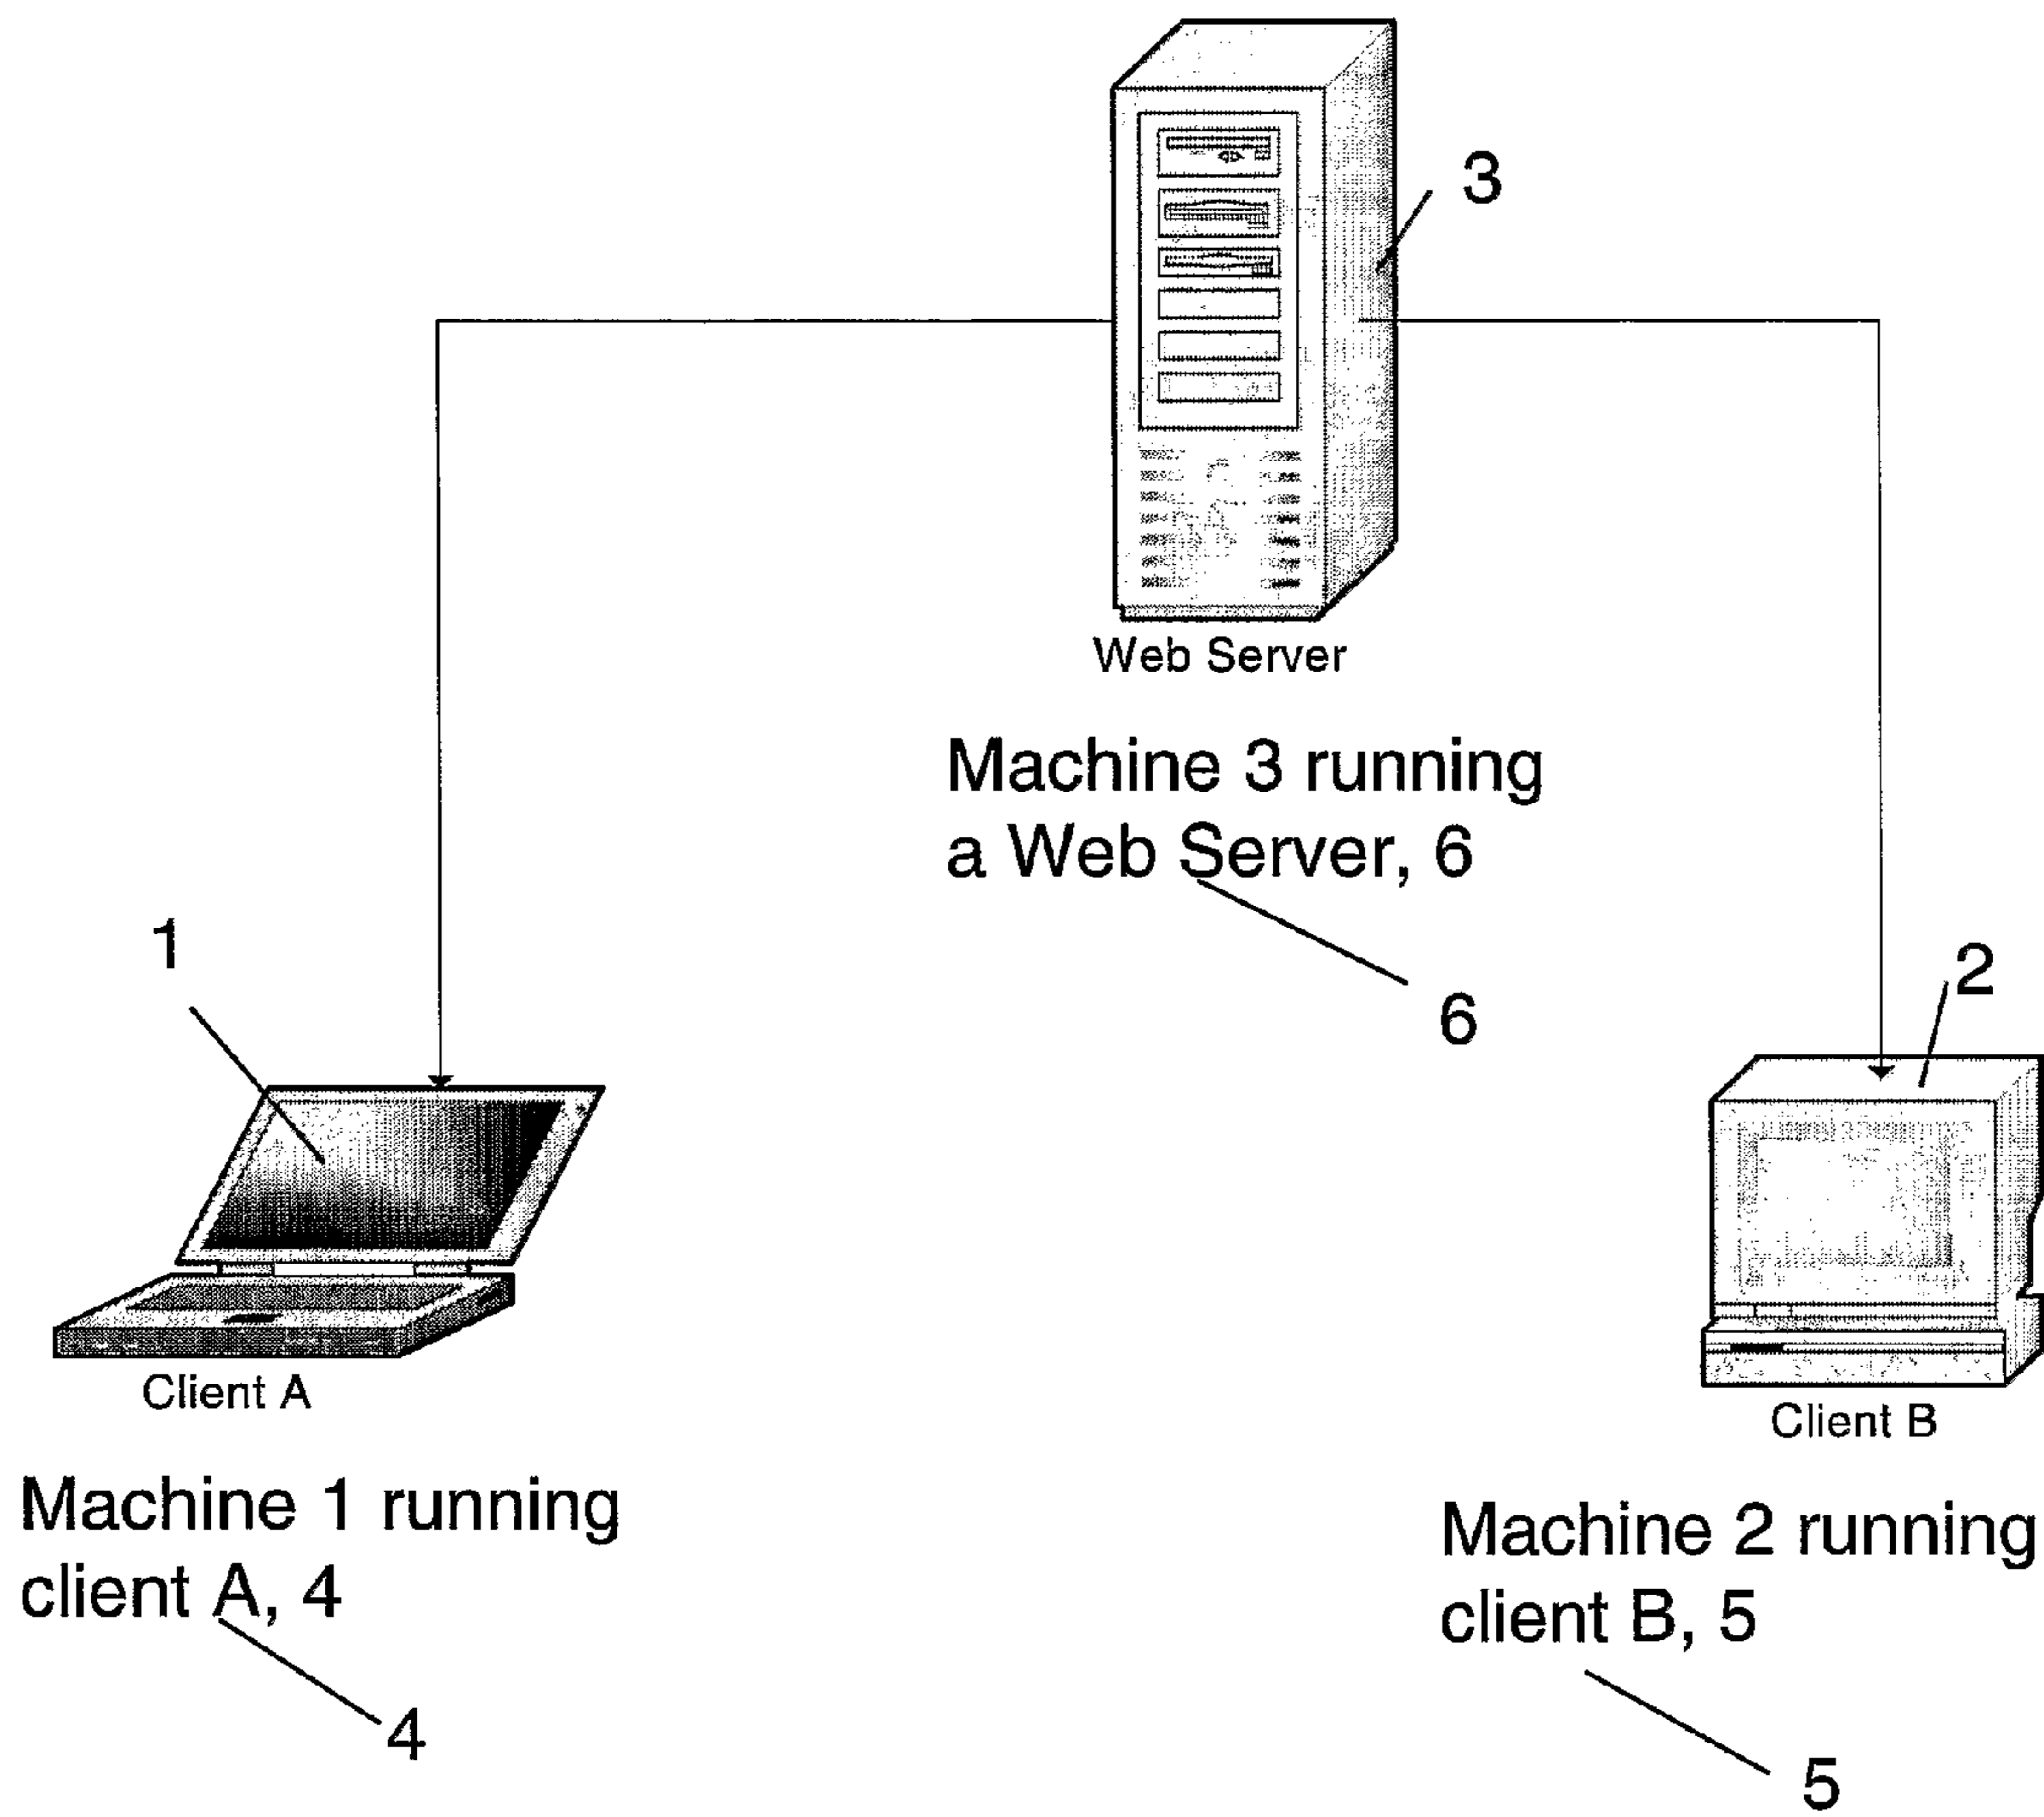 3
Web Server
Machine 3 running
a Web Server, 6
6
1
2
Client A
Machine 1 running
client A, 4
4
Client B
Machine 2 running
client B, 5
5